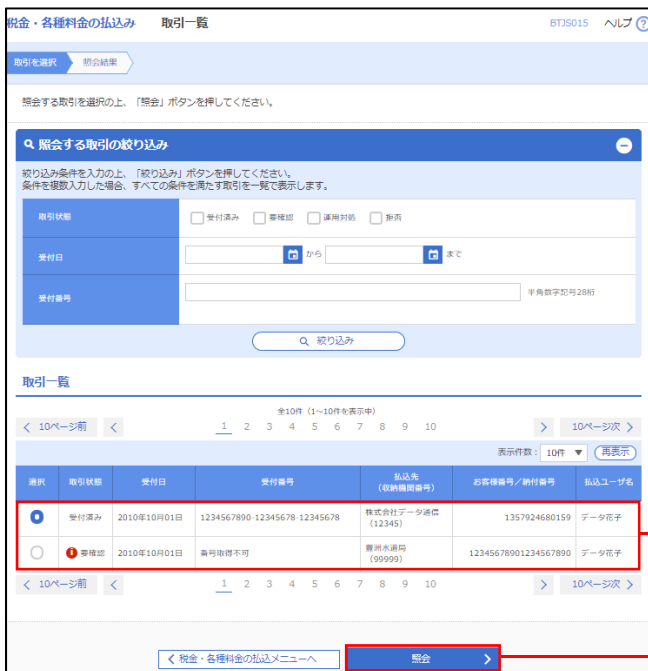 税金・各種料金の払込み 取引一覧 BTJS015 ヘルプ ?
取引を選択 照会結果
照会する取引を選択の上、「照会」ボタンを押してください。
照会する取引の絞り込み
絞り込み条件を入力の上、「絞り込み」ボタンを押してください。
条件を複数入力した場合、すべての条件を満たす取引を一覧で表示します。
取引状態 受付済み 要確認 運用対処 拒否
受付日 から まで
受付番号 半角数字記号28桁
絞り込み
取引一覧
全10件（1～10件を表示中）
< 10ページ前 < 1 2 3 4 5 6 7 8 9 10 > 10ページ次 >
表示件数： 10件 ▼ 再表示
選択 取引状態 受付日 受付番号 払込先 お客様番号／納付番号 払込ユーザ名
（収納機関番号）
受付済み 2010年10月01日 1234567890-12345678-12345678 株式会社データ通信 1357924680159 データ花子
（12345）
! 要確認 2010年10月01日 番号取得不可 豊洲水道局 12345678901234567890 データ花子
（99999）
< 10ページ前 < 1 2 3 4 5 6 7 8 9 10 > 10ページ次 >
< 税金・各種料金の払込メニューへ 照会 >